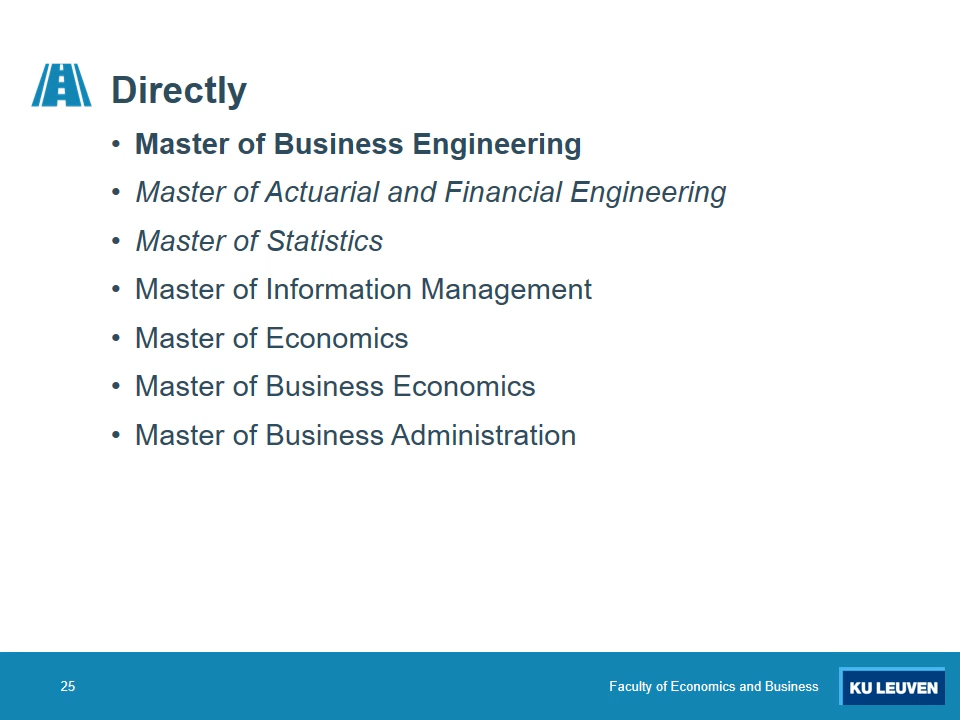 Directly
• Master of Business Engineering
• Master of Actuarial and Financial Engineering
• Master of Statistics
• Master of Information Management
• Master of Economics
• Master of Business Economics
• Master of Business Administration
25
Faculty of Economics and Business
KU LEUVEN